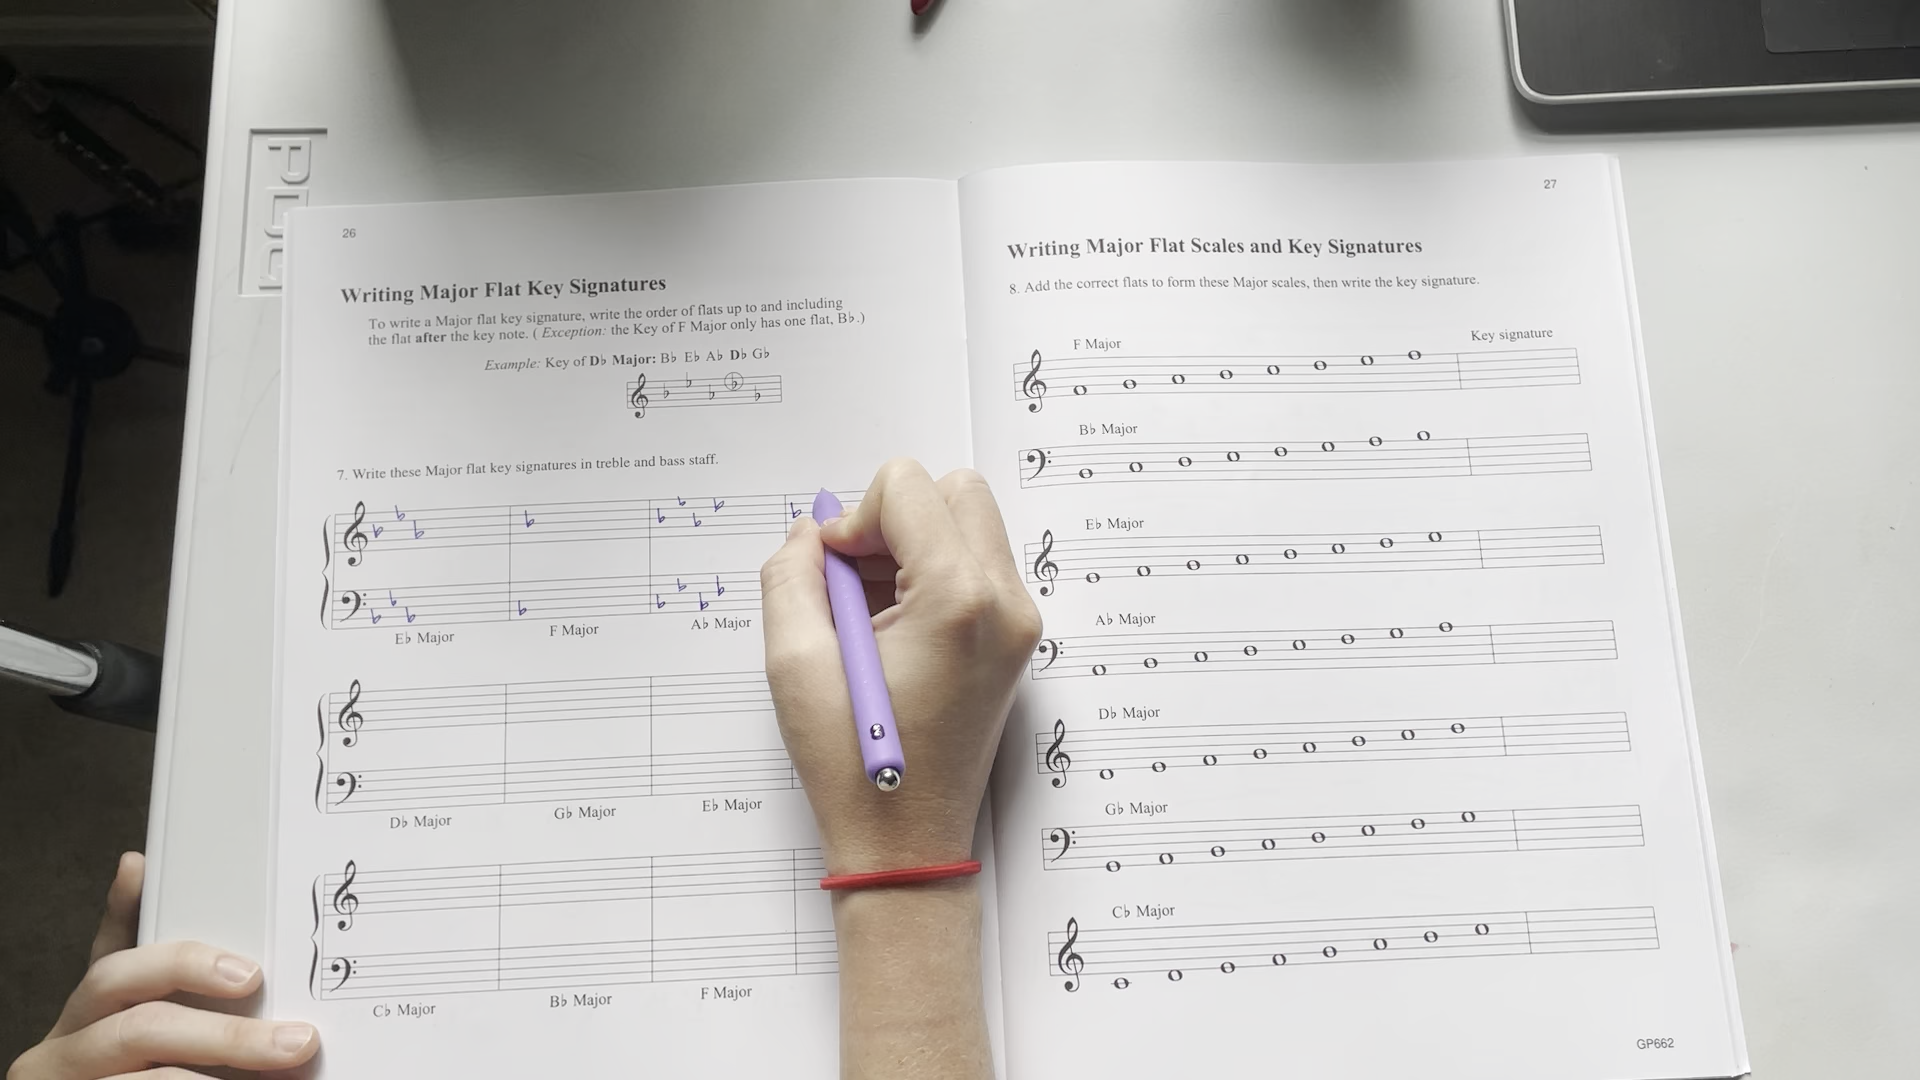 26
Writing Major Flat Key Signatures
To write a Major flat key signature, write the order of flats up to and including
the flat after the key note. ( Exception: the Key of F Major only has one flat, B♭.)
Example: Key of D♭ Major: B♭ E♭ A♭ D♭ G♭
7. Write these Major flat key signatures in treble and bass staff.
E♭ Major F Major A♭ Major
D♭ Major G♭ Major E♭ Major
C♭ Major B♭ Major F Major
27
Writing Major Flat Scales and Key Signatures
8. Add the correct flats to form these Major scales, then write the key signature.
F Major Key signature
B♭ Major
E♭ Major
A♭ Major
D♭ Major
G♭ Major
C♭ Major
GP662